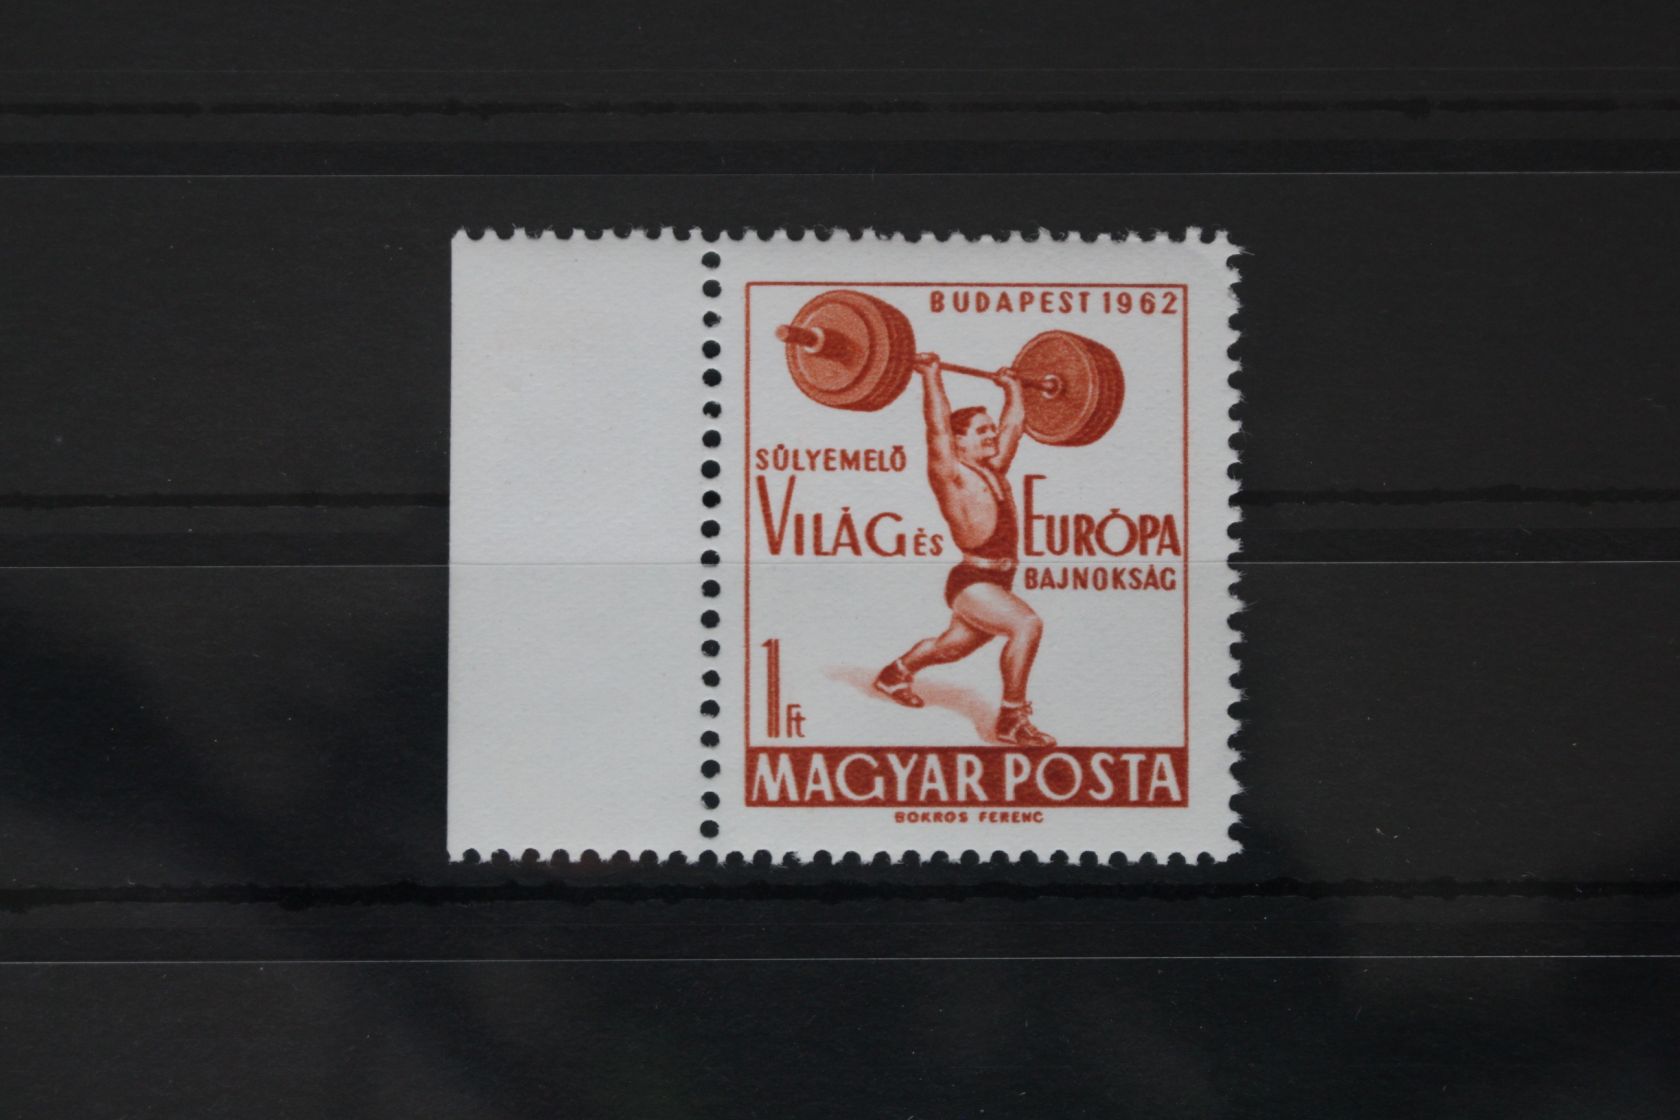 BUDAPEST 1962
SÚLYEMELŐ
VILÁG ÉS EURÓPA
BAJNOKSÁG
1 Ft
MAGYAR POSTA
BOKROS FERENC